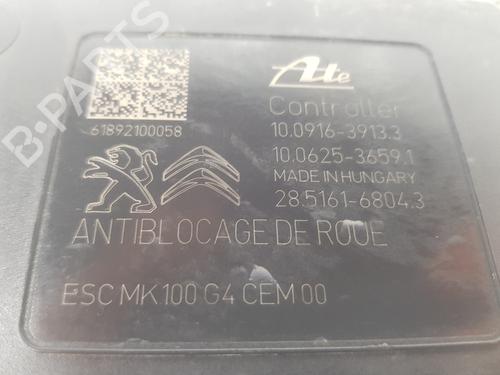 Ate
Controller
61892100058
10.0916-3913.3
10.0625-3659.1
MADE IN HUNGARY
28.5161-6804.3
ANTIBLOCAGE DE ROUE
ESC MK100 G4 CEM 00
B-PARTS